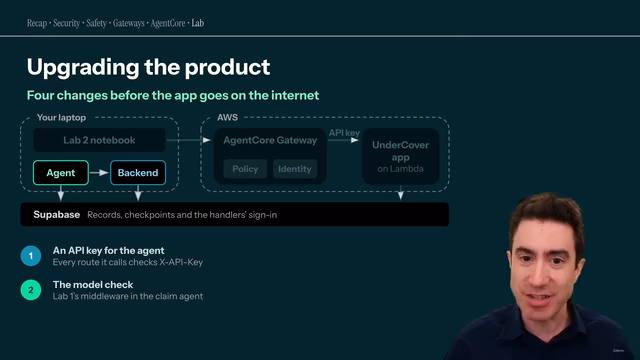 Recap • Security • Safety • Gateways • AgentCore • Lab
Upgrading the product
Four changes before the app goes on the internet
Your laptop
AWS
Lab 2 notebook
AgentCore Gateway
API key
UnderCover
app
on Lambda
Policy
Identity
Agent
Backend
Supabase Records, checkpoints and the handlers' sign-in
1
An API key for the agent
Every route it calls checks X-API-Key
2
The model check
Lab 1's middleware in the claim agent